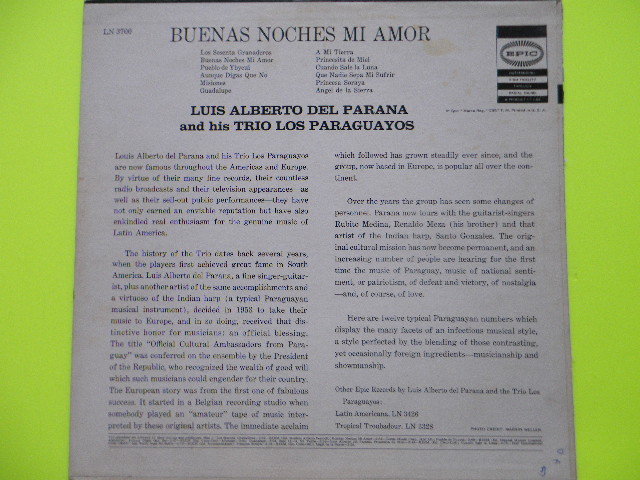 LN 3700
BUENAS NOCHES MI AMOR
EPIC
Los Sesenta Granaderos
Buenas Noches Mi Amor
Pueblo de Ybycui
Aunque Digas Que No
Misiones
Guadalupe
A Mi Tierra
Princesita de Miel
Cuando Sale la Luna
Que Nadie Sepa Mi Sufrir
Princesa Soraya
Angel de la Sierra
LUIS ALBERTO DEL PARANA
and his TRIO LOS PARAGUAYOS
Louis Alberto del Parana and his Trio Los Paraguayos
are now famous throughout the Americas and Europe.
By virtue of their many fine records, their countless
radio broadcasts and their television appearances—as
well as their sell-out public performances—they have
not only earned an enviable reputation but have also
enkindled real enthusiasm for the genuine music of
Latin America.
The history of the Trio dates back several years,
when the players first achieved great fame in South
America. Luis Alberto del Parana, a fine singer-guitar-
ist, plus another artist of the same accomplishments and
a virtuoso of the Indian harp (a typical Paraguayan
musical instrument), decided in 1953 to take their
music to Europe, and in so doing, received that dis-
tinctive honor for musicians: an official blessing.
The title "Official Cultural Ambassadors from Para-
guay" was conferred on the ensemble by the President
of the Republic, who recognized the wealth of good will
which such musicians could engender for their country.
The European story was from the first one of fabulous
success. It started in a Belgian recording studio when
somebody played an "amateur" tape of music inter-
preted by these original artists. The immediate acclaim
which followed has grown steadily ever since, and the
group, now based in Europe, is popular all over the con-
tinent.
Over the years the group has seen some changes of
personnel. Parana now tours with the guitarist-singers
Rubito Medina, Renaldo Meza (his brother) and that
artist of the Indian harp, Santo Gonzales. The orig-
inal cultural mission has now become permanent, and an
increasing number of people are hearing for the first
time the music of Paraguay, music of national senti-
ment, or patriotism, of defeat and victory, of nostalgia
—and, of course, of love.
Here are twelve typical Paraguayan numbers which
display the many facets of an infectious musical style,
a style perfected by the blending of those contrasting,
yet occasionally foreign ingredients—musicianship and
showmanship.
Other Epic Records by Luis Alberto del Parana and the Trio Los
Paraguayos:
Latin Americana. LN 3426
Tropical Troubadour. LN 3328